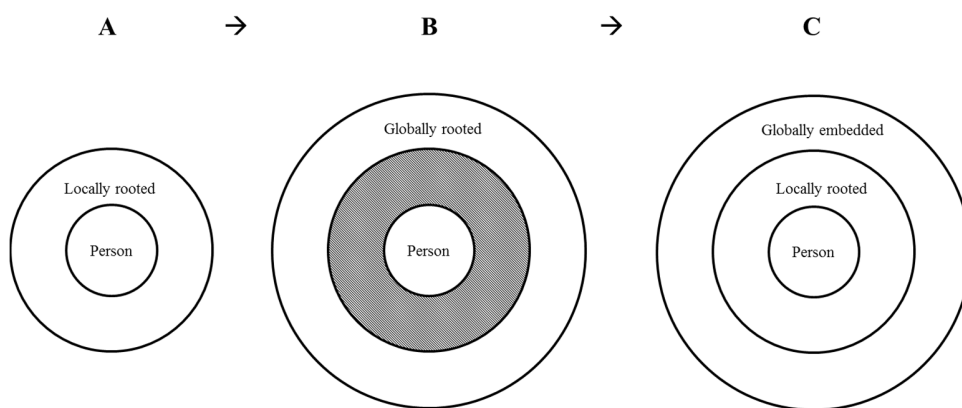 A → B → C
Globally rooted
Globally embedded
Locally rooted
Locally rooted
Person
Person
Person